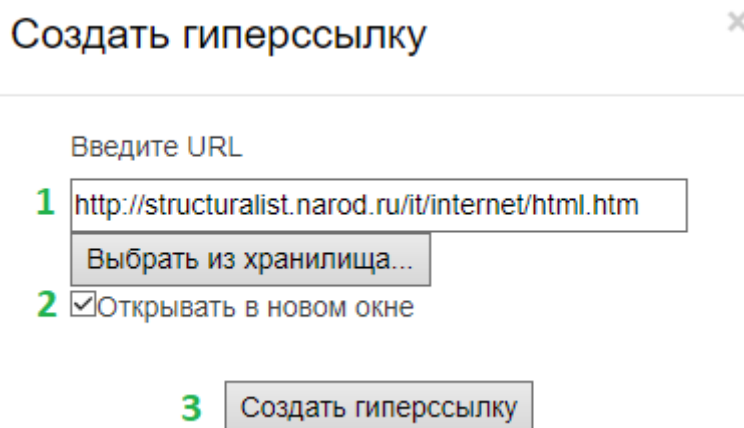 Создать гиперссылку
Введите URL
1 http://structuralist.narod.ru/it/internet/html.htm
Выбрать из хранилища...
2 Открывать в новом окне
3 Создать гиперссылку